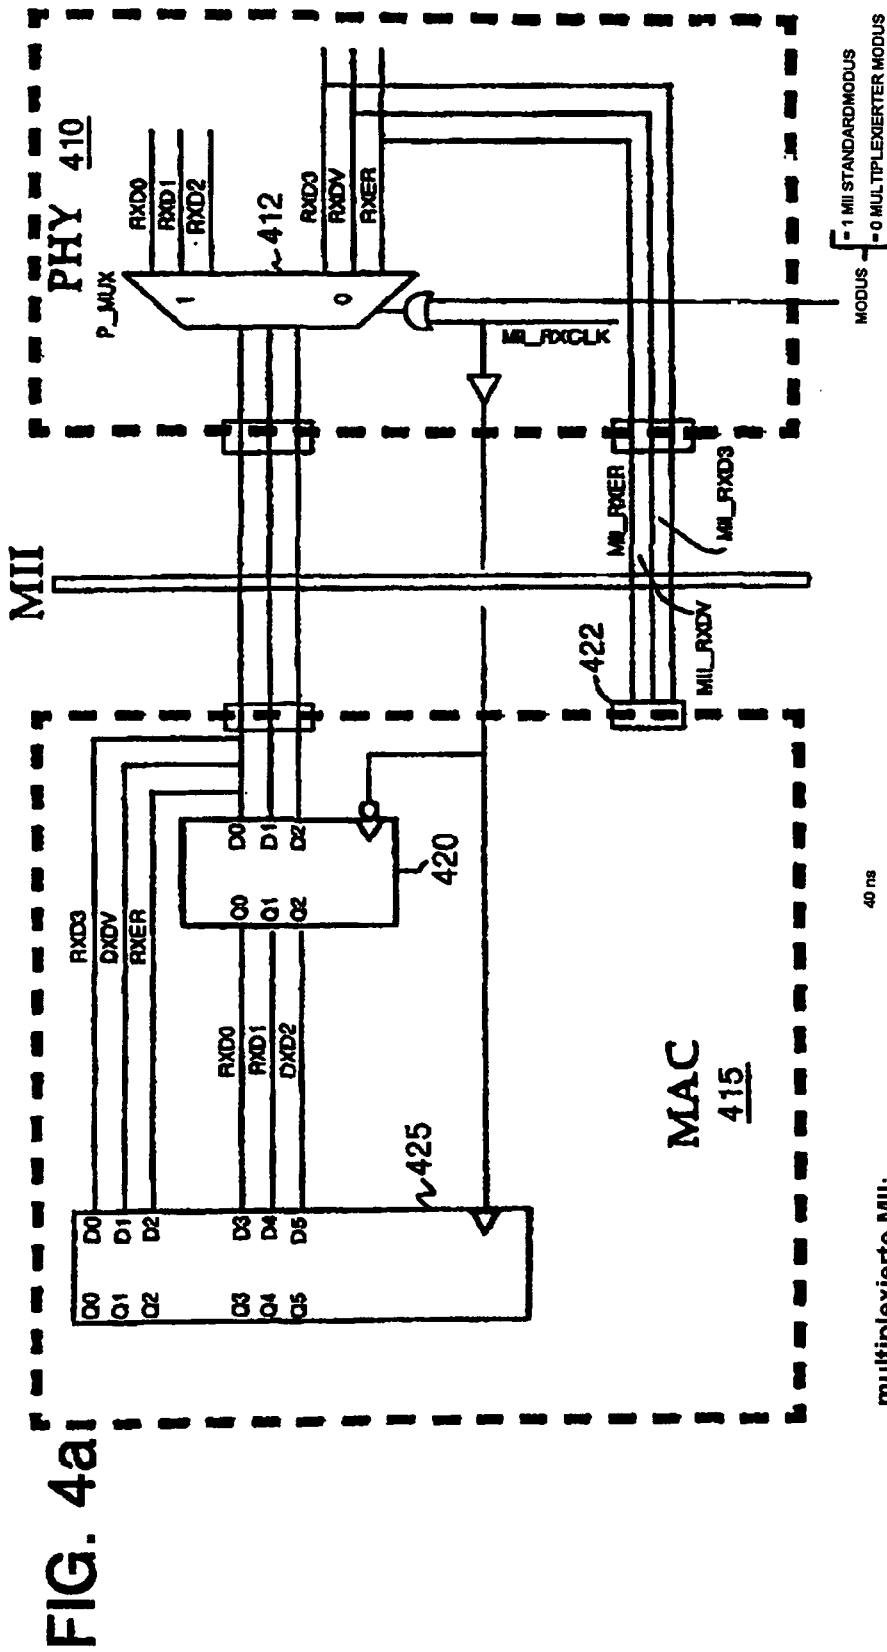 FIG. 4a
MII
PHY
410
P_MUX
1
0
RXD0
RXD1
RXD2
412
RXD3
RXDV
RXER
MII_RXCLK
MODUS
= 1 MII STANDARDMODUS
= 0 MULTIPLEXIERTER MODUS
MII_RXER
MII_RXD3
MII_RXDV
422
RXD3
DXDV
RXER
D0
D1
D2
Q0
Q1
Q2
420
RXD0
RXD1
DXD2
425
Q0 D0
Q1 D1
Q2 D2
Q3 D3
Q4 D4
Q5 D5
MAC
415
40 ns
multiplexierte MII: